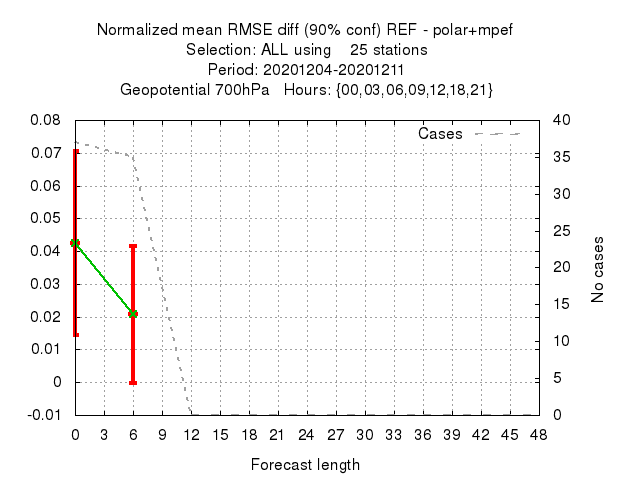 Normalized mean RMSE diff (90% conf) REF - polar+mpef
Selection: ALL using 25 stations
Period: 20201204-20201211
Geopotential 700hPa Hours: {00,03,06,09,12,18,21}
Cases
0.08
0.07
0.06
0.05
0.04
0.03
0.02
0.01
0
-0.01
40
35
30
25
20
15
10
5
0
No cases
0 3 6 9 12 15 18 21 24 27 30 33 36 39 42 45 48
Forecast length